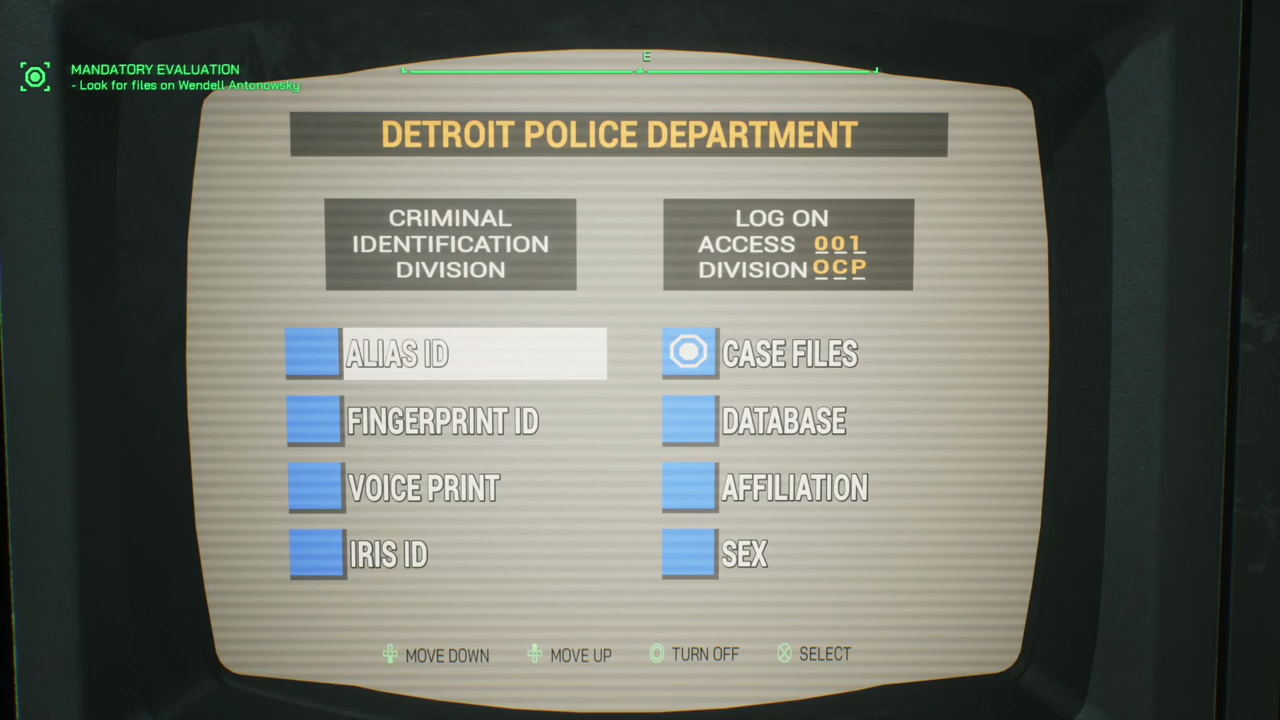 E
MANDATORY EVALUATION
- Look for files on Wendell Antonowsky
DETROIT POLICE DEPARTMENT
CRIMINAL
IDENTIFICATION
DIVISION
LOG ON
ACCESS 001
DIVISION OCP
ALIAS ID
FINGERPRINT ID
VOICE PRINT
IRIS ID
CASE FILES
DATABASE
AFFILIATION
SEX
MOVE DOWN MOVE UP TURN OFF SELECT